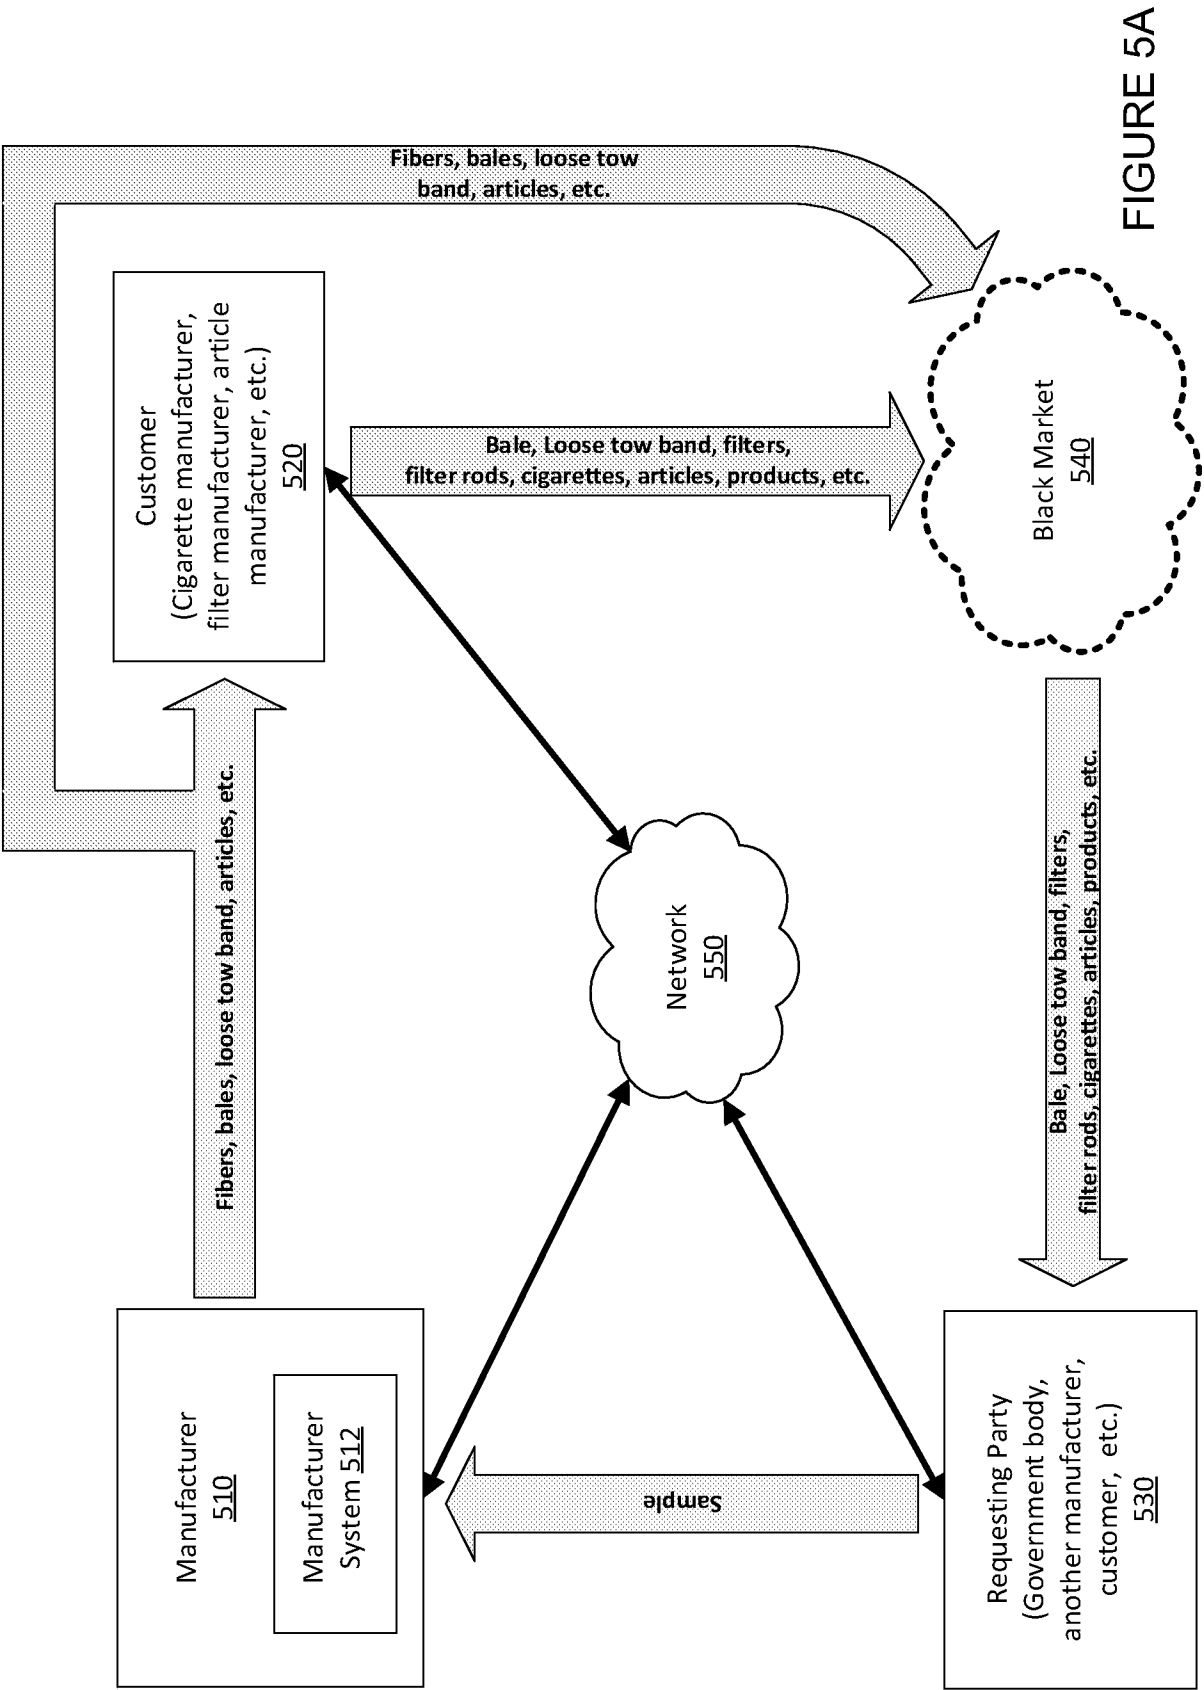 Fibers, bales, loose tow
band, articles, etc.
Manufacturer
510
Manufacturer
System 512
Fibers, bales, loose tow band, articles, etc.
Customer
(Cigarette manufacturer,
filter manufacturer, article
manufacturer, etc.)
520
Network
550
Sample
Bale, Loose tow band, filters,
filter rods, cigarettes, articles, products, etc.
Requesting Party
(Government body,
another manufacturer,
customer, etc.)
530
Bale, Loose tow band, filters,
filter rods, cigarettes, articles, products, etc.
Black Market
540
FIGURE 5A